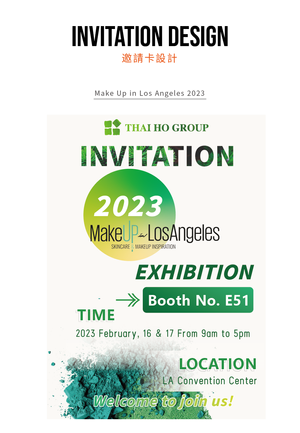 INVITATION DESIGN
邀請卡設計
Make Up in Los Angeles 2023
THAI HO GROUP
INVITATION
2023
MakeUp in LosAngeles
SKINCARE | MAKEUP INSPIRATION
EXHIBITION
Booth No. E51
TIME
2023 February, 16 & 17 From 9am to 5pm
LOCATION
LA Convention Center
Welcome to join us!